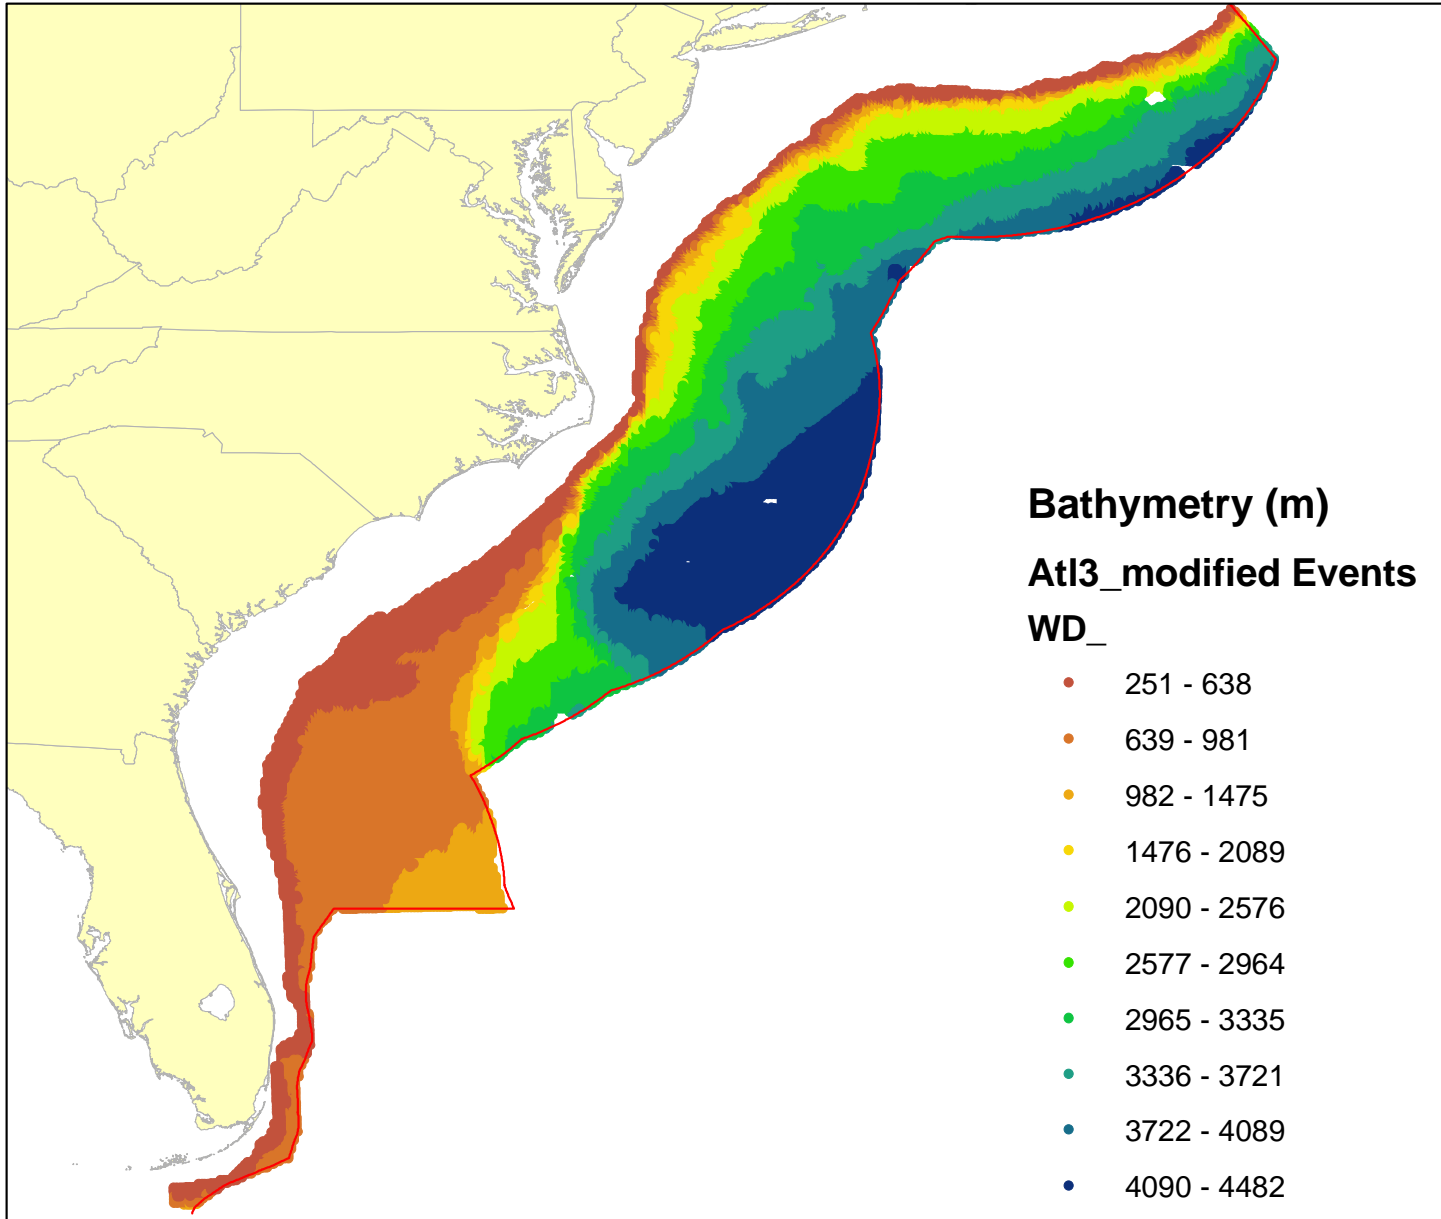 Bathymetry (m)
Atl3_modified Events
WD_
251 - 638
639 - 981
982 - 1475
1476 - 2089
2090 - 2576
2577 - 2964
2965 - 3335
3336 - 3721
3722 - 4089
4090 - 4482